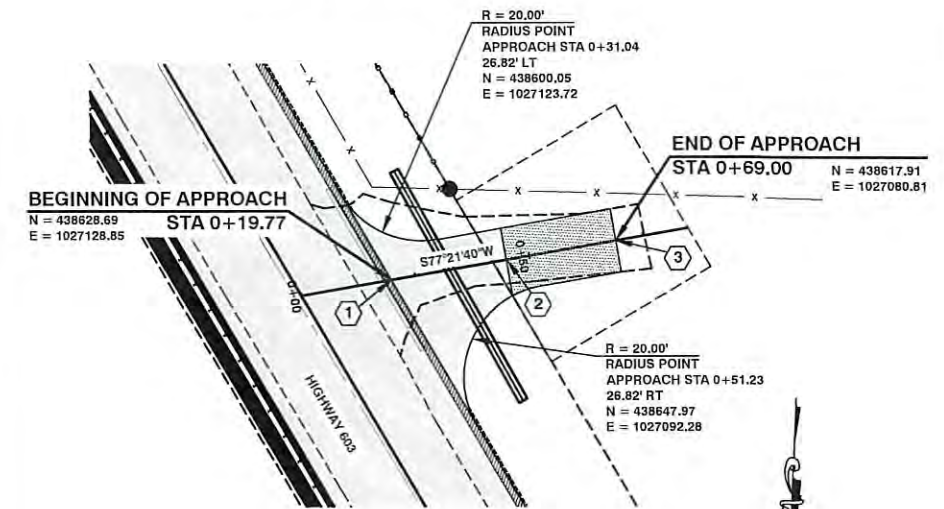 R = 20.00'
RADIUS POINT
APPROACH STA 0+31.04
26.82' LT
N = 438600.05
E = 1027123.72
END OF APPROACH
STA 0+69.00
N = 438617.91
E = 1027080.81
BEGINNING OF APPROACH
N = 438628.69
E = 1027128.85
STA 0+19.77
x
x
x
x
x
x
x
S77°21'40"W
0+50
0+00
1
2
3
HIGHWAY 603
R = 20.00'
RADIUS POINT
APPROACH STA 0+51.23
26.82' RT
N = 438647.97
E = 1027092.28